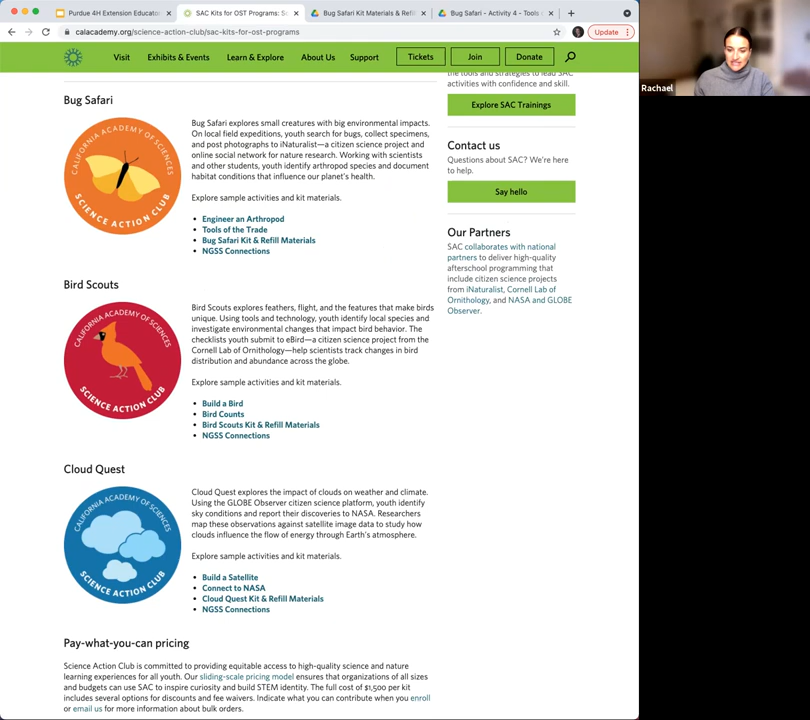 Purdue 4H Extension Educator
SAC Kits for OST Programs: Sc
Bug Safari Kit Materials & Refil
Bug Safari - Activity 4 - Tools o
calacademy.org/science-action-club/sac-kits-for-ost-programs
Update
Visit
Exhibits & Events
Learn & Explore
About Us
Support
Tickets
Join
Donate
Rachael
Bug Safari
CALIFORNIA ACADEMY OF SCIENCES
SCIENCE ACTION CLUB
Bug Safari explores small creatures with big environmental impacts.
On local field expeditions, youth search for bugs, collect specimens,
and post photographs to iNaturalist—a citizen science project and
online social network for nature research. Working with scientists
and other students, youth identify arthropod species and document
habitat conditions that influence our planet's health.
Explore sample activities and kit materials.
• Engineer an Arthropod
• Tools of the Trade
• Bug Safari Kit & Refill Materials
• NGSS Connections
Bird Scouts
CALIFORNIA ACADEMY OF SCIENCES
SCIENCE ACTION CLUB
Bird Scouts explores feathers, flight, and the features that make birds
unique. Using tools and technology, youth identify local species and
investigate environmental changes that impact bird behavior. The
checklists youth submit to eBird—a citizen science project from the
Cornell Lab of Ornithology—help scientists track changes in bird
distribution and abundance across the globe.
Explore sample activities and kit materials.
• Build a Bird
• Bird Counts
• Bird Scouts Kit & Refill Materials
• NGSS Connections
Cloud Quest
CALIFORNIA ACADEMY OF SCIENCES
SCIENCE ACTION CLUB
Cloud Quest explores the impact of clouds on weather and climate.
Using the GLOBE Observer citizen science platform, youth identify
sky conditions and report their discoveries to NASA. Researchers
map these observations against satellite image data to study how
clouds influence the flow of energy through Earth's atmosphere.
Explore sample activities and kit materials.
• Build a Satellite
• Connect to NASA
• Cloud Quest Kit & Refill Materials
• NGSS Connections
Pay-what-you-can pricing
Science Action Club is committed to providing equitable access to high-quality science and nature
learning experiences for all youth. Our sliding-scale pricing model ensures that organizations of all sizes
and budgets can use SAC to inspire curiosity and build STEM identity. The full cost of $1,500 per kit
includes several options for discounts and fee waivers. Indicate what you can contribute when you enroll
or email us for more information about bulk orders.
the tools and strategies to lead SAC
activities with confidence and skill.
Explore SAC Trainings
Contact us
Questions about SAC? We're here
to help.
Say hello
Our Partners
SAC collaborates with national
partners to deliver high-quality
afterschool programming that
include citizen science projects
from iNaturalist, Cornell Lab of
Ornithology, and NASA and GLOBE
Observer.